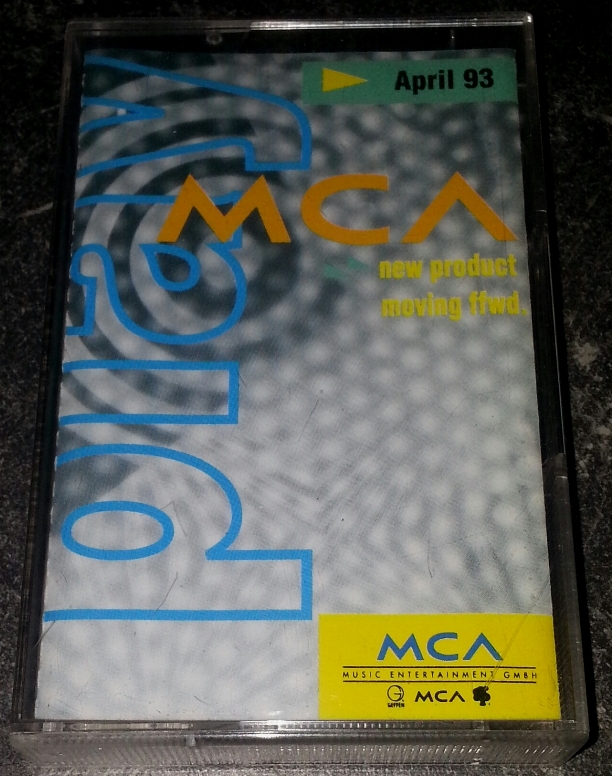 April 93
play
MCA
new product
moving ffwd.
MCA
MUSIC ENTERTAINMENT GMBH
G
GEFFEN
MCA